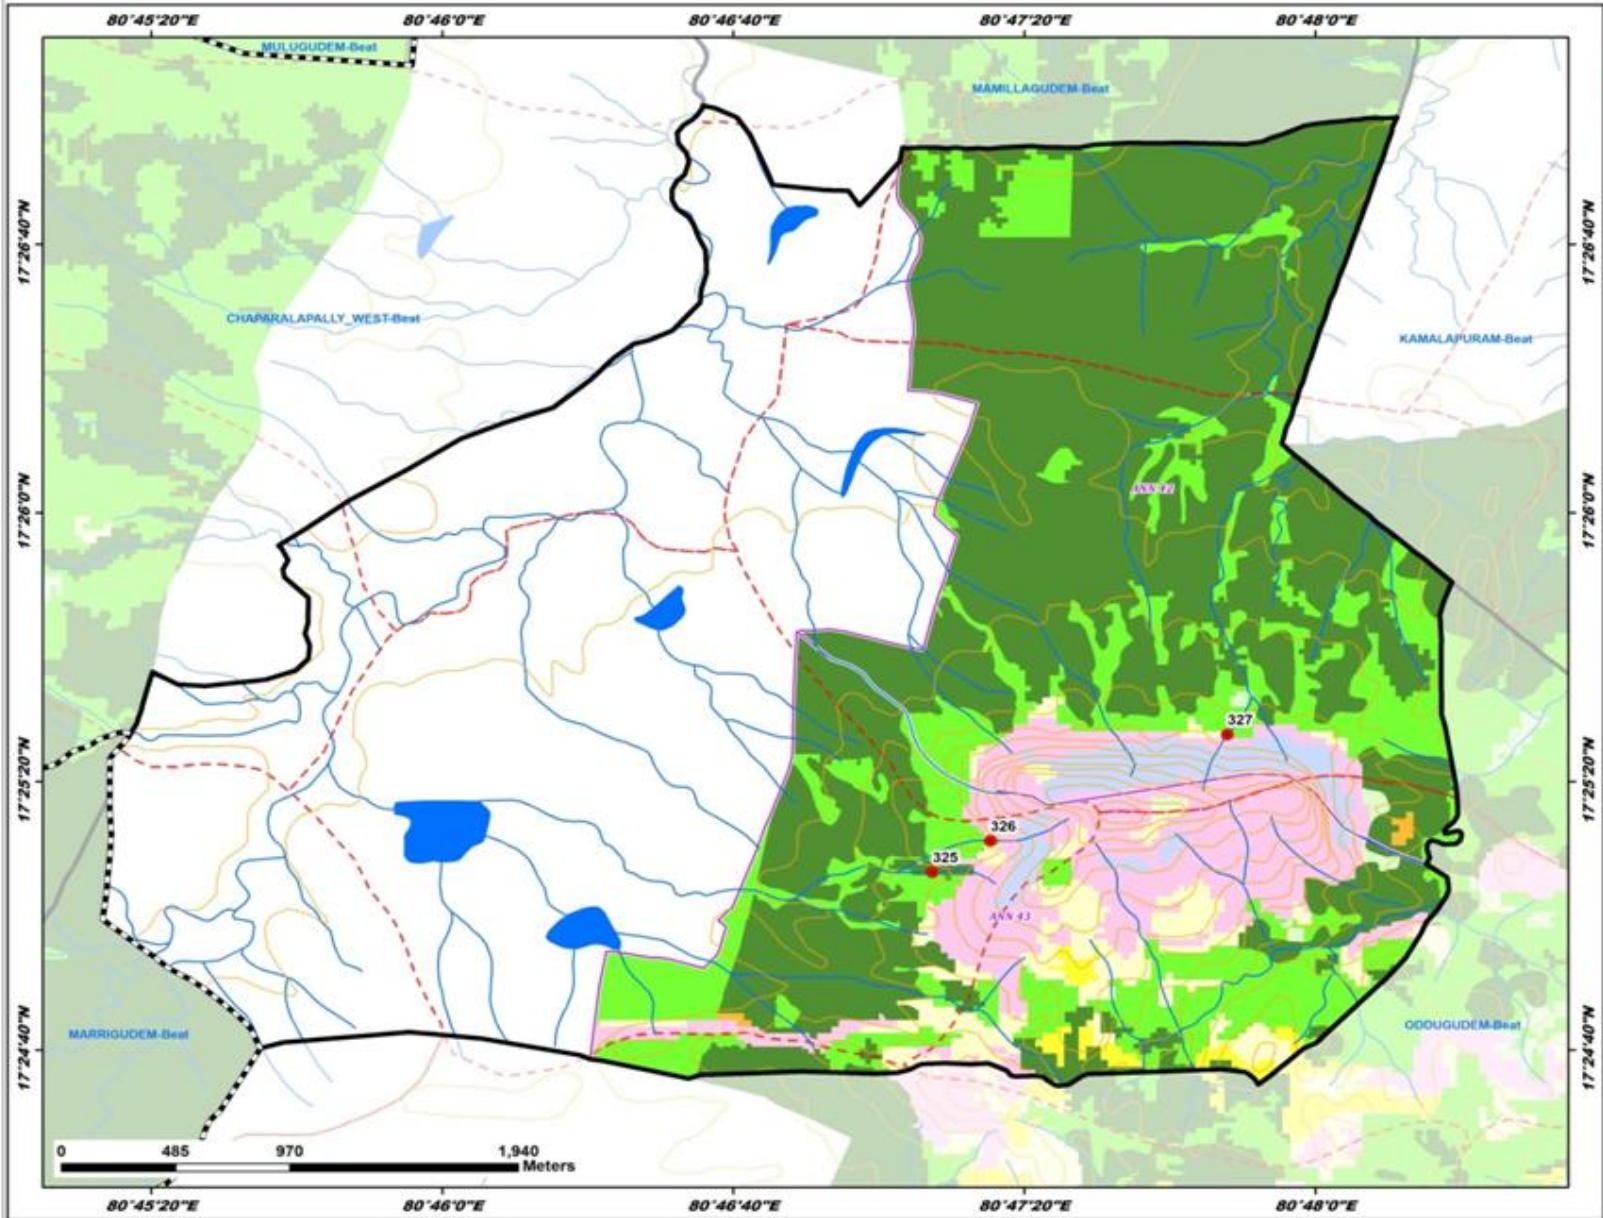 80°45'20"E 80°46'0"E 80°46'40"E 80°47'20"E 80°48'0"E
MULUGUDEM-Beat
MAMILLAGUDEM-Beat
17°26'40"N 17°26'40"N
CHAPARALAPALLY_WEST-Beat
KAMALAPURAM-Beat
ANN 42
17°26'0"N 17°26'0"N
327
17°25'20"N 17°25'20"N
326
325
ANN 43
MARRIGUDEM-Beat
ODDUGUDEM-Beat
17°24'40"N 17°24'40"N
0 485 970 1,940
Meters
80°45'20"E 80°46'0"E 80°46'40"E 80°47'20"E 80°48'0"E